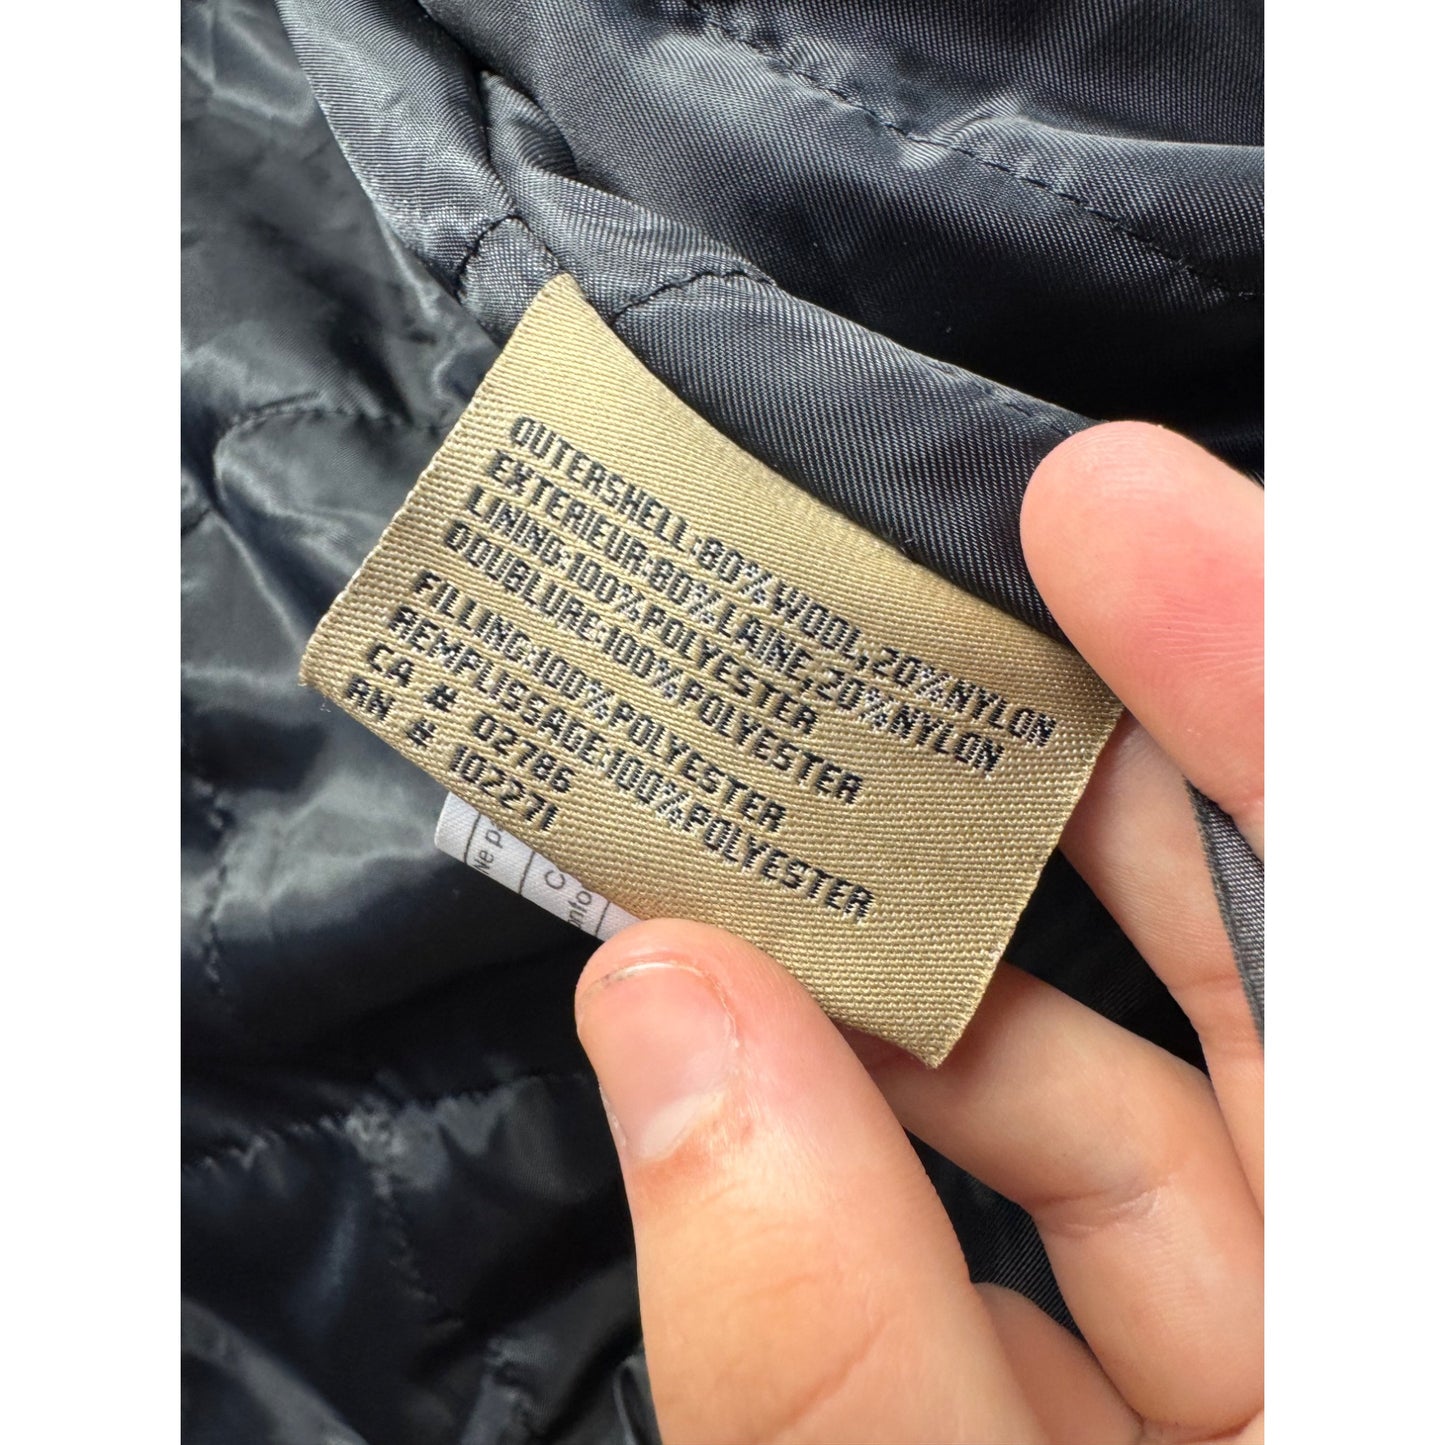 OUTERSHELL:80%WOOL,20%NYLON
EXTERIEUR:80%LAINE,20%NYLON
LINING:100%POLYESTER
DOUBLURE:100%POLYESTER
FILLING:100%POLYESTER
REMPLISSAGE:100%POLYESTER
CA # 02786
RN # 102271